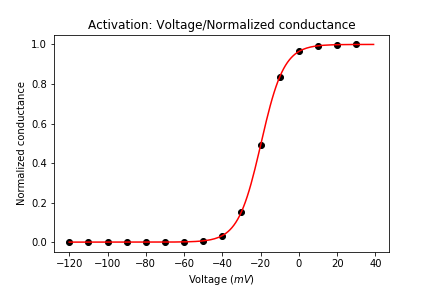 Activation: Voltage/Normalized conductance
Normalized conductance
1.0
0.8
0.6
0.4
0.2
0.0
−120 −100 −80 −60 −40 −20 0 20 40
Voltage (mV)